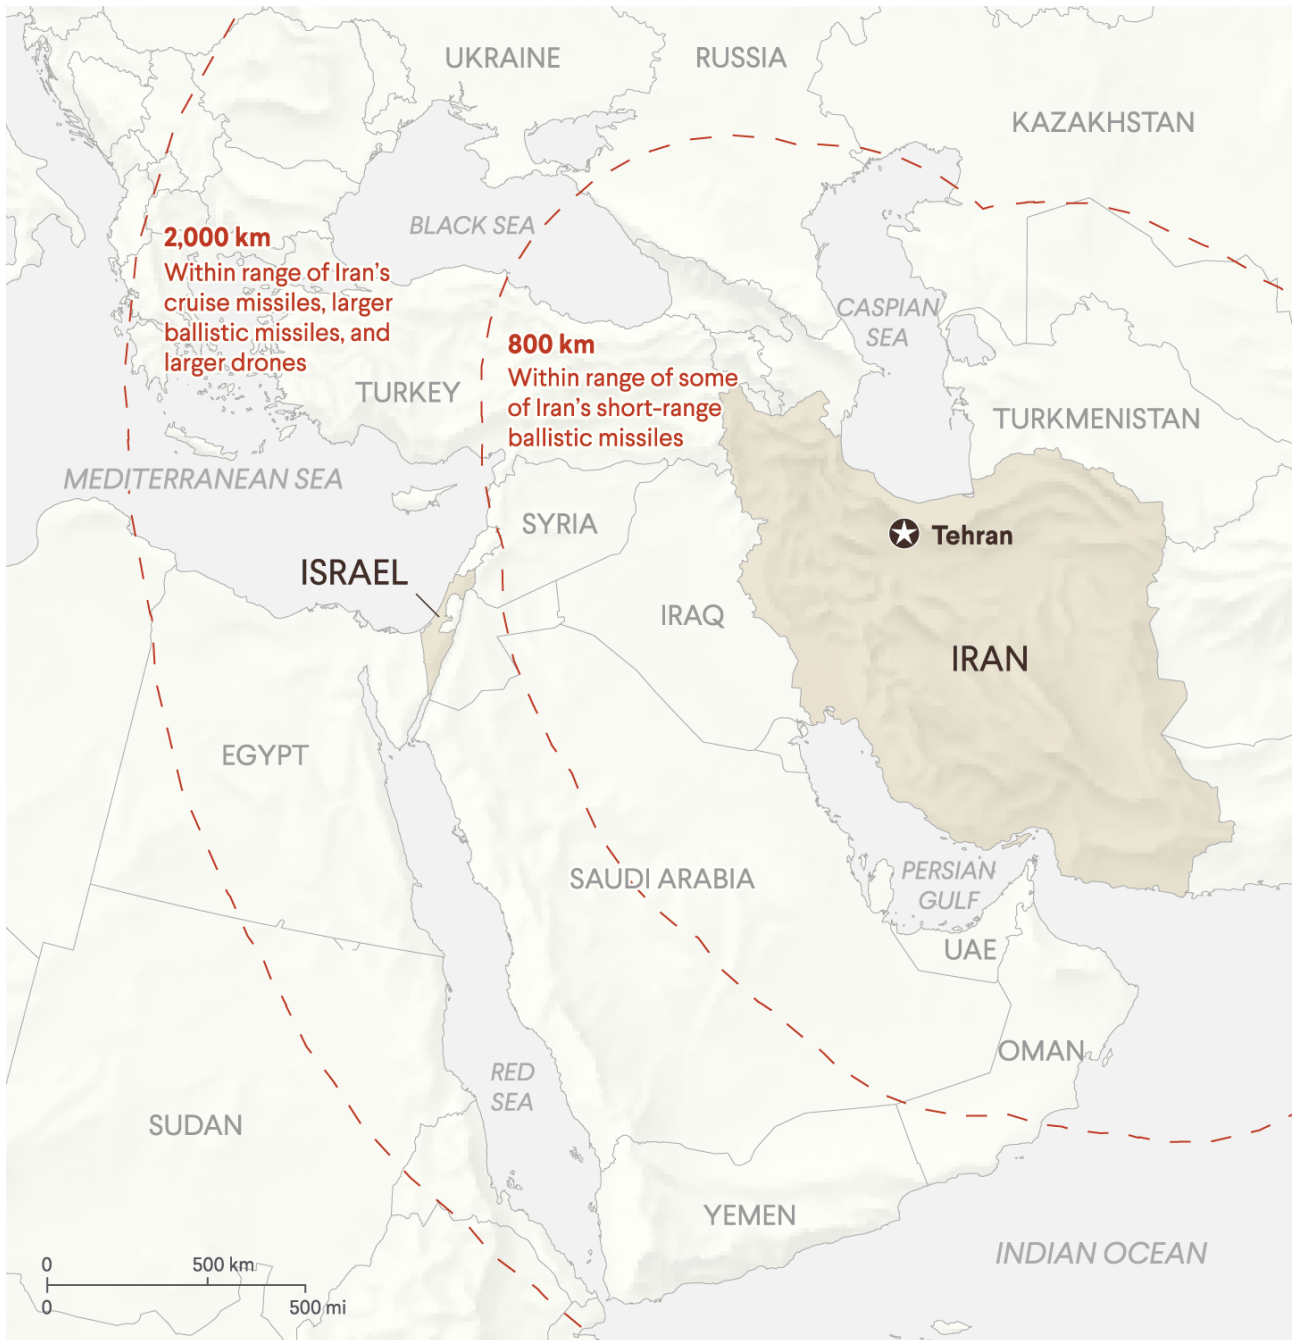 UKRAINE
RUSSIA
KAZAKHSTAN
BLACK SEA
2,000 km
Within range of Iran's
cruise missiles, larger
ballistic missiles, and
larger drones
CASPIAN
SEA
800 km
Within range of some
of Iran's short-range
ballistic missiles
TURKEY
TURKMENISTAN
MEDITERRANEAN SEA
SYRIA
Tehran
ISRAEL
IRAQ
IRAN
EGYPT
SAUDI ARABIA
PERSIAN
GULF
UAE
OMAN
RED
SEA
SUDAN
YEMEN
INDIAN OCEAN
0 500 km
0 500 mi